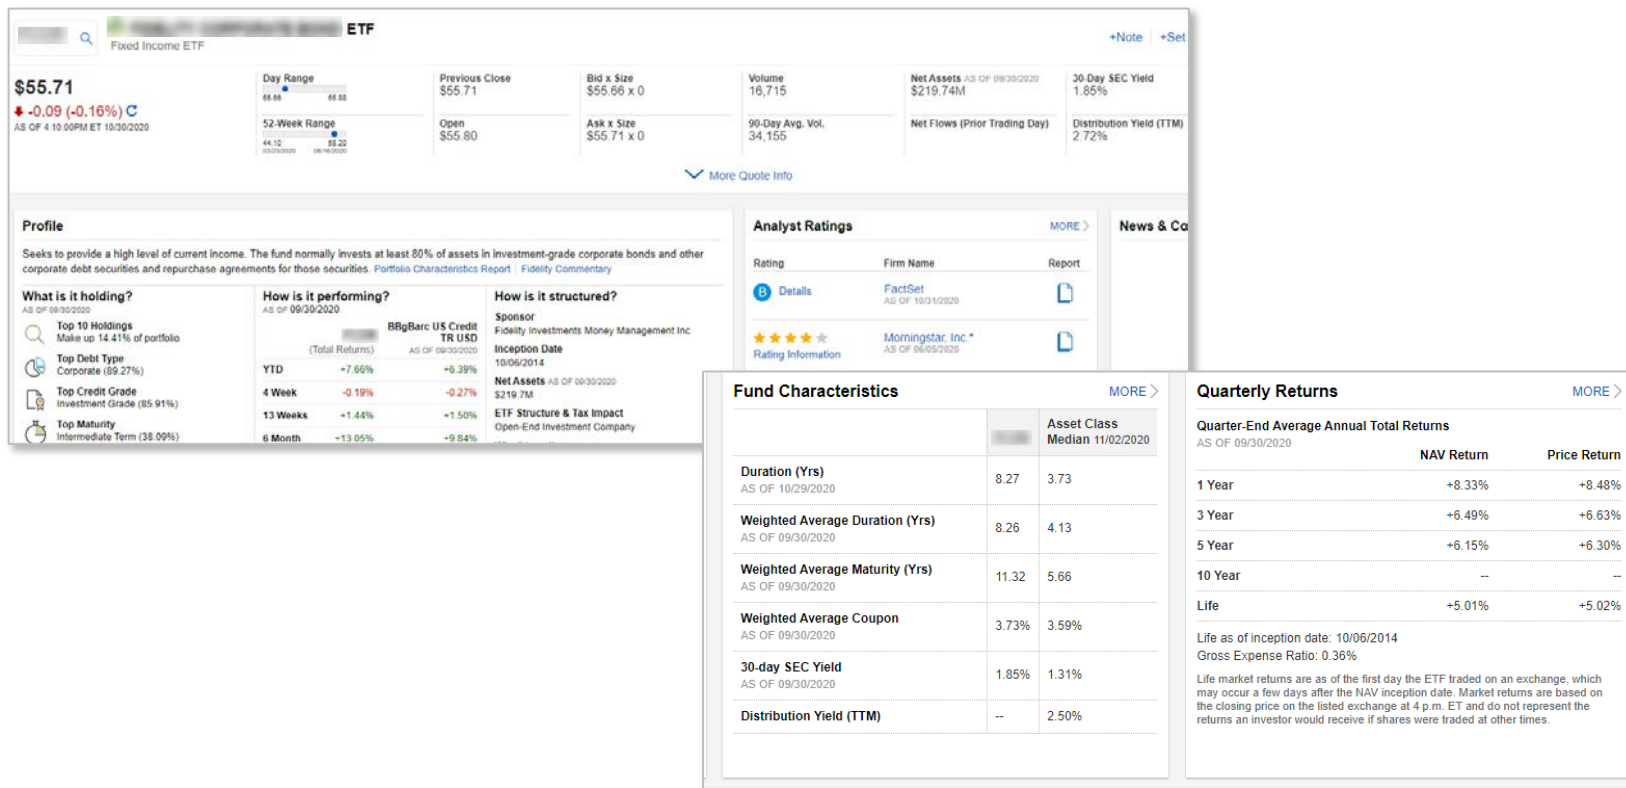 ETF
Fixed Income ETF
+Note
+Set
$55.71
-0.09 (-0.16%)
AS OF 4:10:00PM ET 10/30/2020
Day Range
52-Week Range
44.10
Previous Close
$55.71
Open
$55.80
Bid x Size
$55.66 x 0
Ask x Size
$55.71 x 0
Volume
16,715
90-Day Avg. Vol.
34,155
Net Assets AS OF 09/30/2020
$219.74M
Net Flows (Prior Trading Day)
30-Day SEC Yield
1.85%
Distribution Yield (TTM)
2.72%
More Quote Info
Profile
Seeks to provide a high level of current income. The fund normally invests at least 80% of assets in investment-grade corporate bonds and other
corporate debt securities and repurchase agreements for those securities. Portfolio Characteristics Report | Fidelity Commentary
What is it holding?
AS OF 09/30/2020
Top 10 Holdings
Make up 14.41% of portfolio
Top Debt Type
Corporate (89.27%)
Top Credit Grade
Investment Grade (85.91%)
Top Maturity
Intermediate Term (38.09%)
How is it performing?
AS OF 09/30/2020
(Total Returns)
BBgBarc US Credit
TR USD
AS OF 09/30/2020
YTD +7.66% +6.39%
4 Week -0.19% -0.27%
13 Weeks +1.44% +1.50%
6 Month +13.05% +9.84%
How is it structured?
Sponsor
Fidelity Investments Money Management Inc
Inception Date
10/06/2014
Net Assets AS OF 09/30/2020
$219.7M
ETF Structure & Tax Impact
Open-End Investment Company
Analyst Ratings
MORE
Rating Firm Name Report
B Details
FactSet
AS OF 10/31/2020
Rating Information
Morningstar, Inc.*
AS OF 06/05/2020
News & Co
Fund Characteristics
MORE
Asset Class
Median 11/02/2020
Duration (Yrs)
AS OF 10/29/2020
8.27 3.73
Weighted Average Duration (Yrs)
AS OF 09/30/2020
8.26 4.13
Weighted Average Maturity (Yrs)
AS OF 09/30/2020
11.32 5.66
Weighted Average Coupon
AS OF 09/30/2020
3.73% 3.59%
30-day SEC Yield
AS OF 09/30/2020
1.85% 1.31%
Distribution Yield (TTM) -- 2.50%
Quarterly Returns
MORE
Quarter-End Average Annual Total Returns
AS OF 09/30/2020
NAV Return Price Return
1 Year +8.33% +8.48%
3 Year +6.49% +6.63%
5 Year +6.15% +6.30%
10 Year -- --
Life +5.01% +5.02%
Life as of inception date: 10/06/2014
Gross Expense Ratio: 0.36%
Life market returns are as of the first day the ETF traded on an exchange, which
may occur a few days after the NAV inception date. Market returns are based on
the closing price on the listed exchange at 4 p.m. ET and do not represent the
returns an investor would receive if shares were traded at other times.